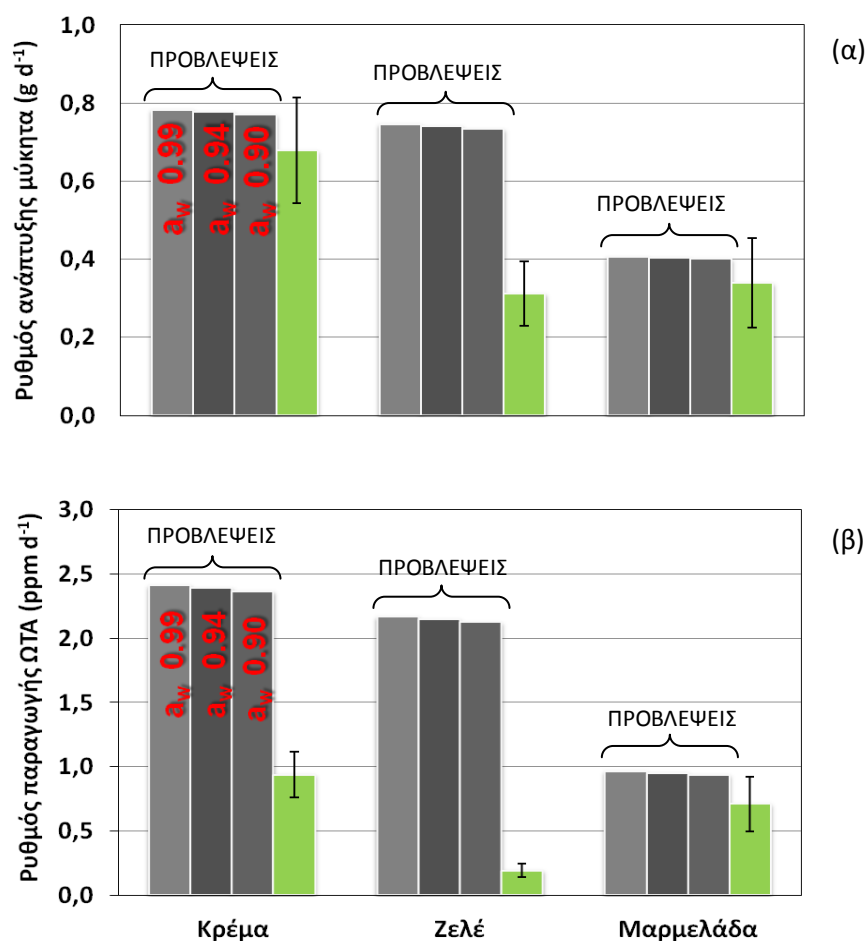 (α)
Ρυθμός ανάπτυξης μύκητα (g d-1)
1,0
0,8
0,6
0,4
0,2
0,0
ΠΡΟΒΛΕΨΕΙΣ
ΠΡΟΒΛΕΨΕΙΣ
ΠΡΟΒΛΕΨΕΙΣ
aw 0.99
aw 0.94
aw 0.90
(β)
Ρυθμός παραγωγής ΩΤΑ (ppm d-1)
3,0
2,5
2,0
1,5
1,0
0,5
0,0
ΠΡΟΒΛΕΨΕΙΣ
ΠΡΟΒΛΕΨΕΙΣ
ΠΡΟΒΛΕΨΕΙΣ
aw 0.99
aw 0.94
aw 0.90
Κρέμα
Ζελέ
Μαρμελάδα